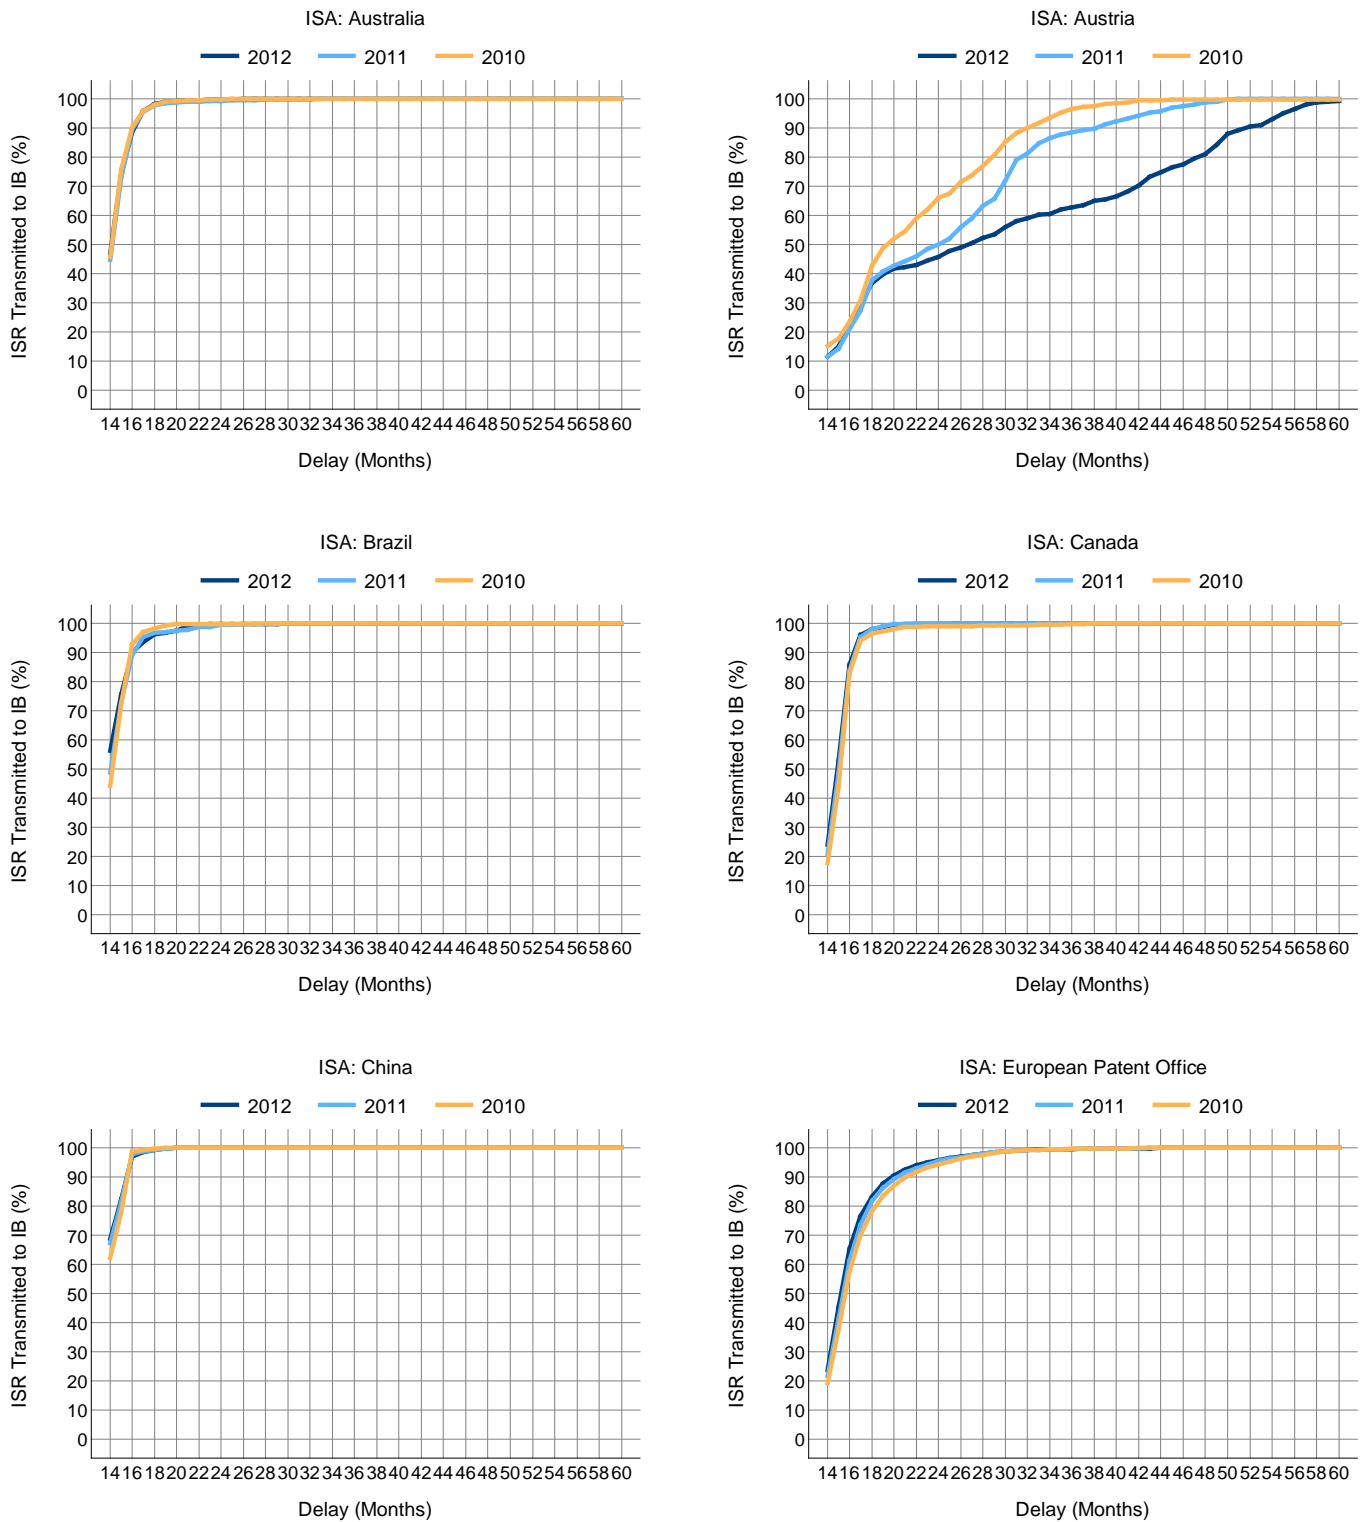 ISA: Australia
2012 2011 2010
ISR Transmitted to IB (%)
100
90
80
70
60
50
40
30
20
10
0
14 16 18 20 22 24 26 28 30 32 34 36 38 40 42 44 46 48 50 52 54 56 58 60
Delay (Months)
ISA: Austria
2012 2011 2010
ISR Transmitted to IB (%)
100
90
80
70
60
50
40
30
20
10
0
14 16 18 20 22 24 26 28 30 32 34 36 38 40 42 44 46 48 50 52 54 56 58 60
Delay (Months)
ISA: Brazil
2012 2011 2010
ISR Transmitted to IB (%)
100
90
80
70
60
50
40
30
20
10
0
14 16 18 20 22 24 26 28 30 32 34 36 38 40 42 44 46 48 50 52 54 56 58 60
Delay (Months)
ISA: Canada
2012 2011 2010
ISR Transmitted to IB (%)
100
90
80
70
60
50
40
30
20
10
0
14 16 18 20 22 24 26 28 30 32 34 36 38 40 42 44 46 48 50 52 54 56 58 60
Delay (Months)
ISA: China
2012 2011 2010
ISR Transmitted to IB (%)
100
90
80
70
60
50
40
30
20
10
0
14 16 18 20 22 24 26 28 30 32 34 36 38 40 42 44 46 48 50 52 54 56 58 60
Delay (Months)
ISA: European Patent Office
2012 2011 2010
ISR Transmitted to IB (%)
100
90
80
70
60
50
40
30
20
10
0
14 16 18 20 22 24 26 28 30 32 34 36 38 40 42 44 46 48 50 52 54 56 58 60
Delay (Months)